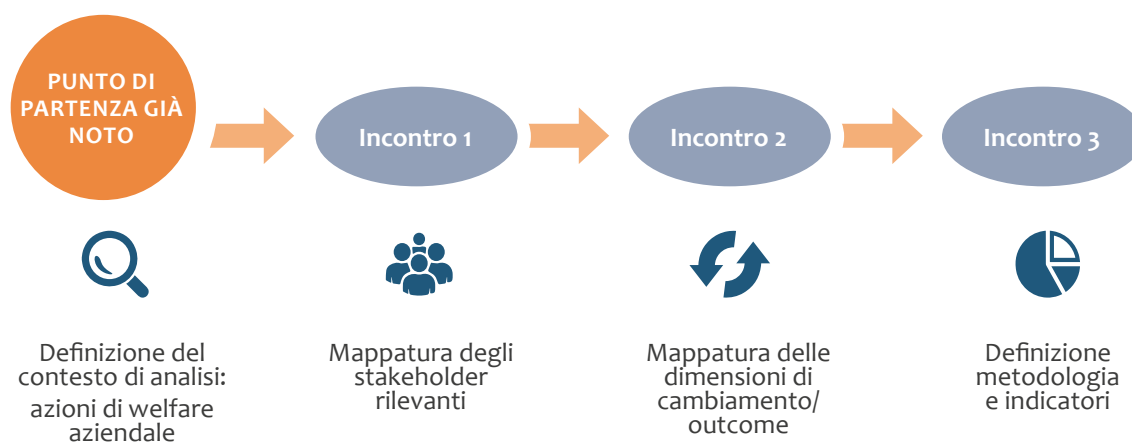 PUNTO DI
PARTENZA GIÀ
NOTO
Incontro 1
Incontro 2
Incontro 3
Definizione del
contesto di analisi:
azioni di welfare
aziendale
Mappatura degli
stakeholder
rilevanti
Mappatura delle
dimensioni di
cambiamento/
outcome
Definizione
metodologia
e indicatori